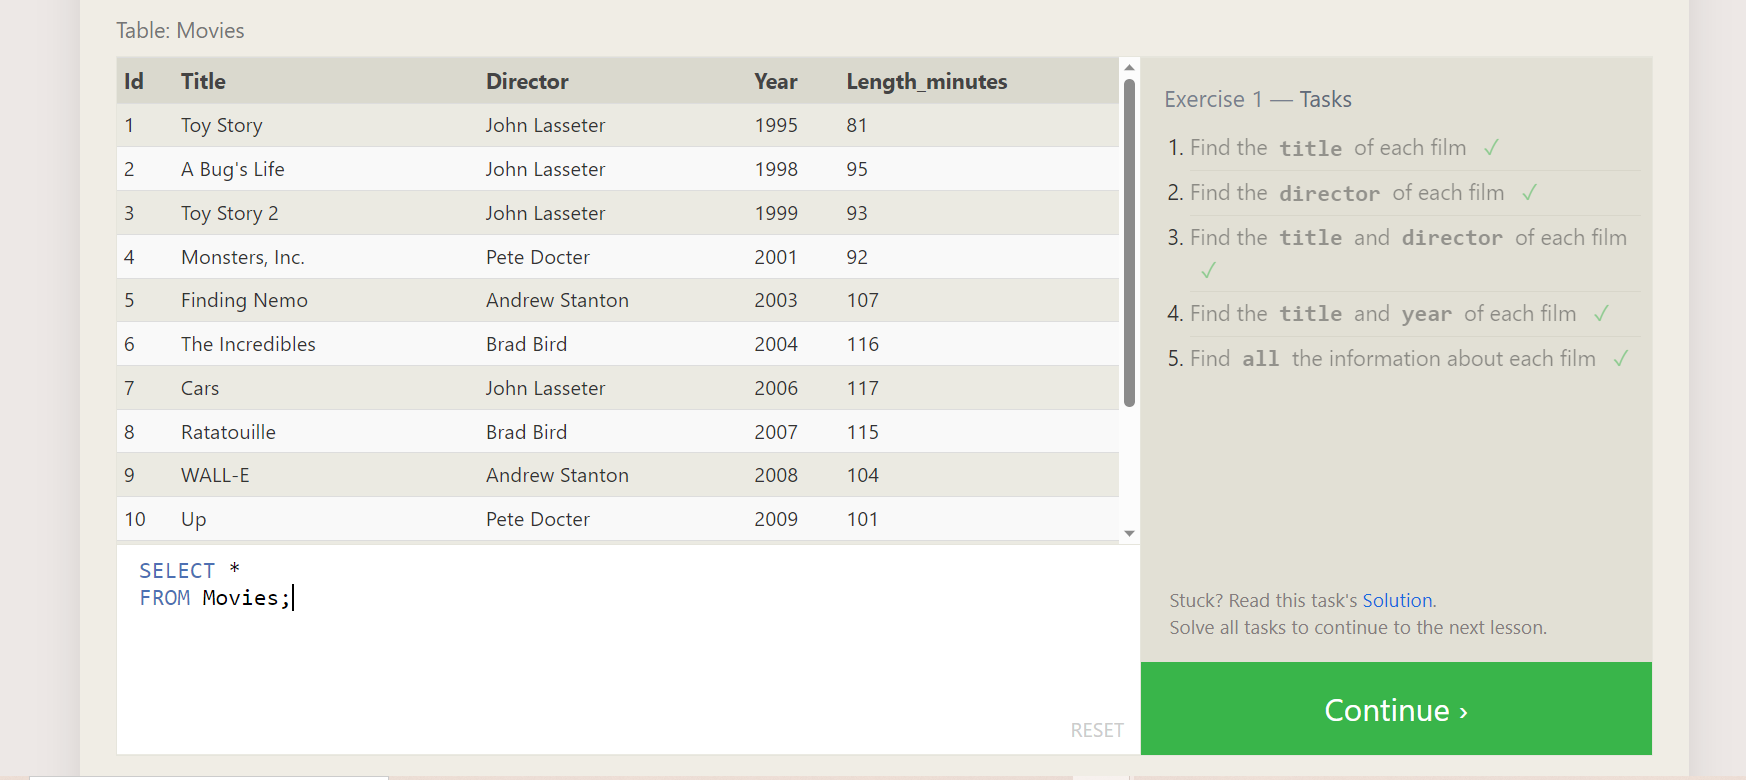 Table: Movies
Id Title Director Year Length_minutes
1 Toy Story John Lasseter 1995 81
2 A Bug's Life John Lasseter 1998 95
3 Toy Story 2 John Lasseter 1999 93
4 Monsters, Inc. Pete Docter 2001 92
5 Finding Nemo Andrew Stanton 2003 107
6 The Incredibles Brad Bird 2004 116
7 Cars John Lasseter 2006 117
8 Ratatouille Brad Bird 2007 115
9 WALL-E Andrew Stanton 2008 104
10 Up Pete Docter 2009 101
SELECT *
FROM Movies;
RESET
Exercise 1 — Tasks
1. Find the title of each film ✓
2. Find the director of each film ✓
3. Find the title and director of each film
✓
4. Find the title and year of each film ✓
5. Find all the information about each film ✓
Stuck? Read this task's Solution.
Solve all tasks to continue to the next lesson.
Continue ›